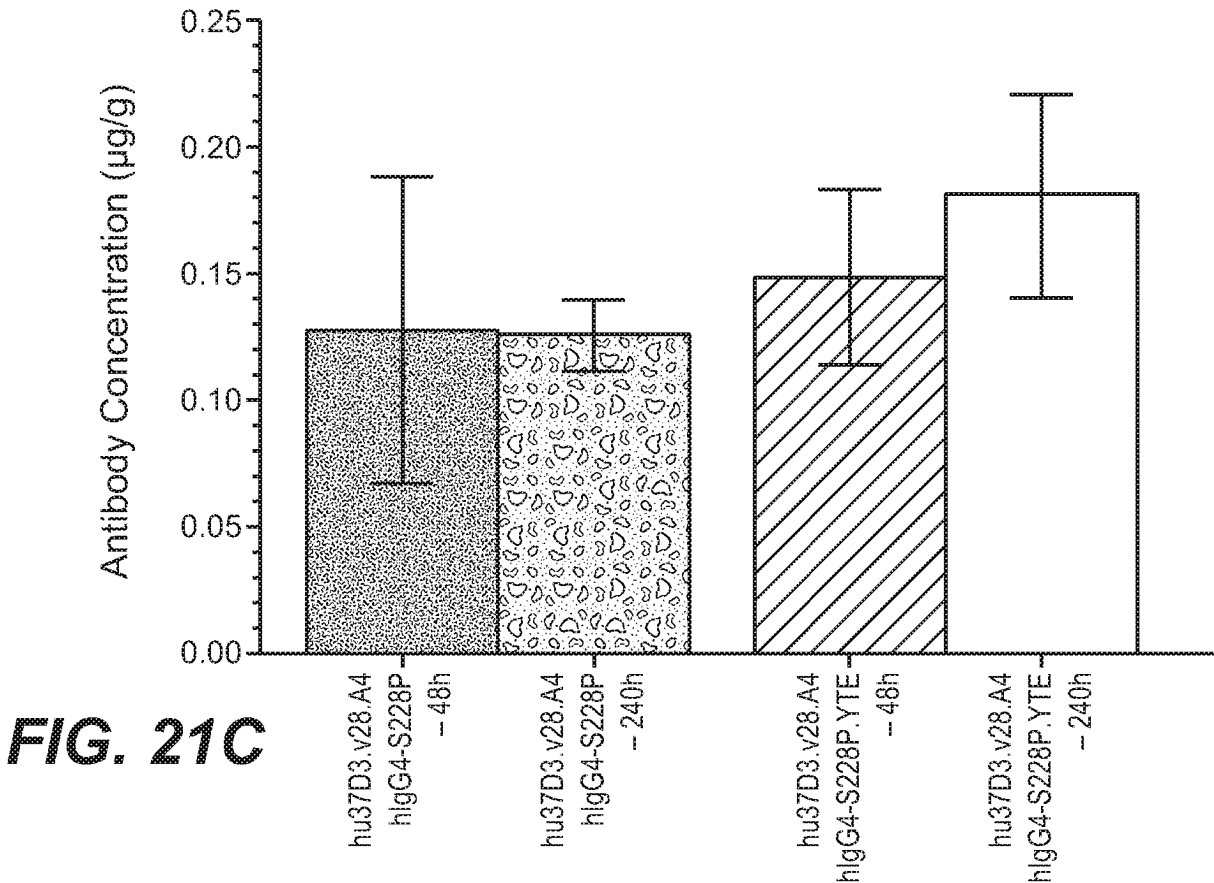 0.25
0.20
0.15
0.10
0.05
0.00
Antibody Concentration (µg/g)
hu37D3.v28.A4
hIgG4-S228P
– 48h
hu37D3.v28.A4
hIgG4-S228P
– 240h
hu37D3.v28.A4
hIgG4-S228P.YTE
– 48h
hu37D3.v28.A4
hIgG4-S228P.YTE
– 240h
FIG. 21C